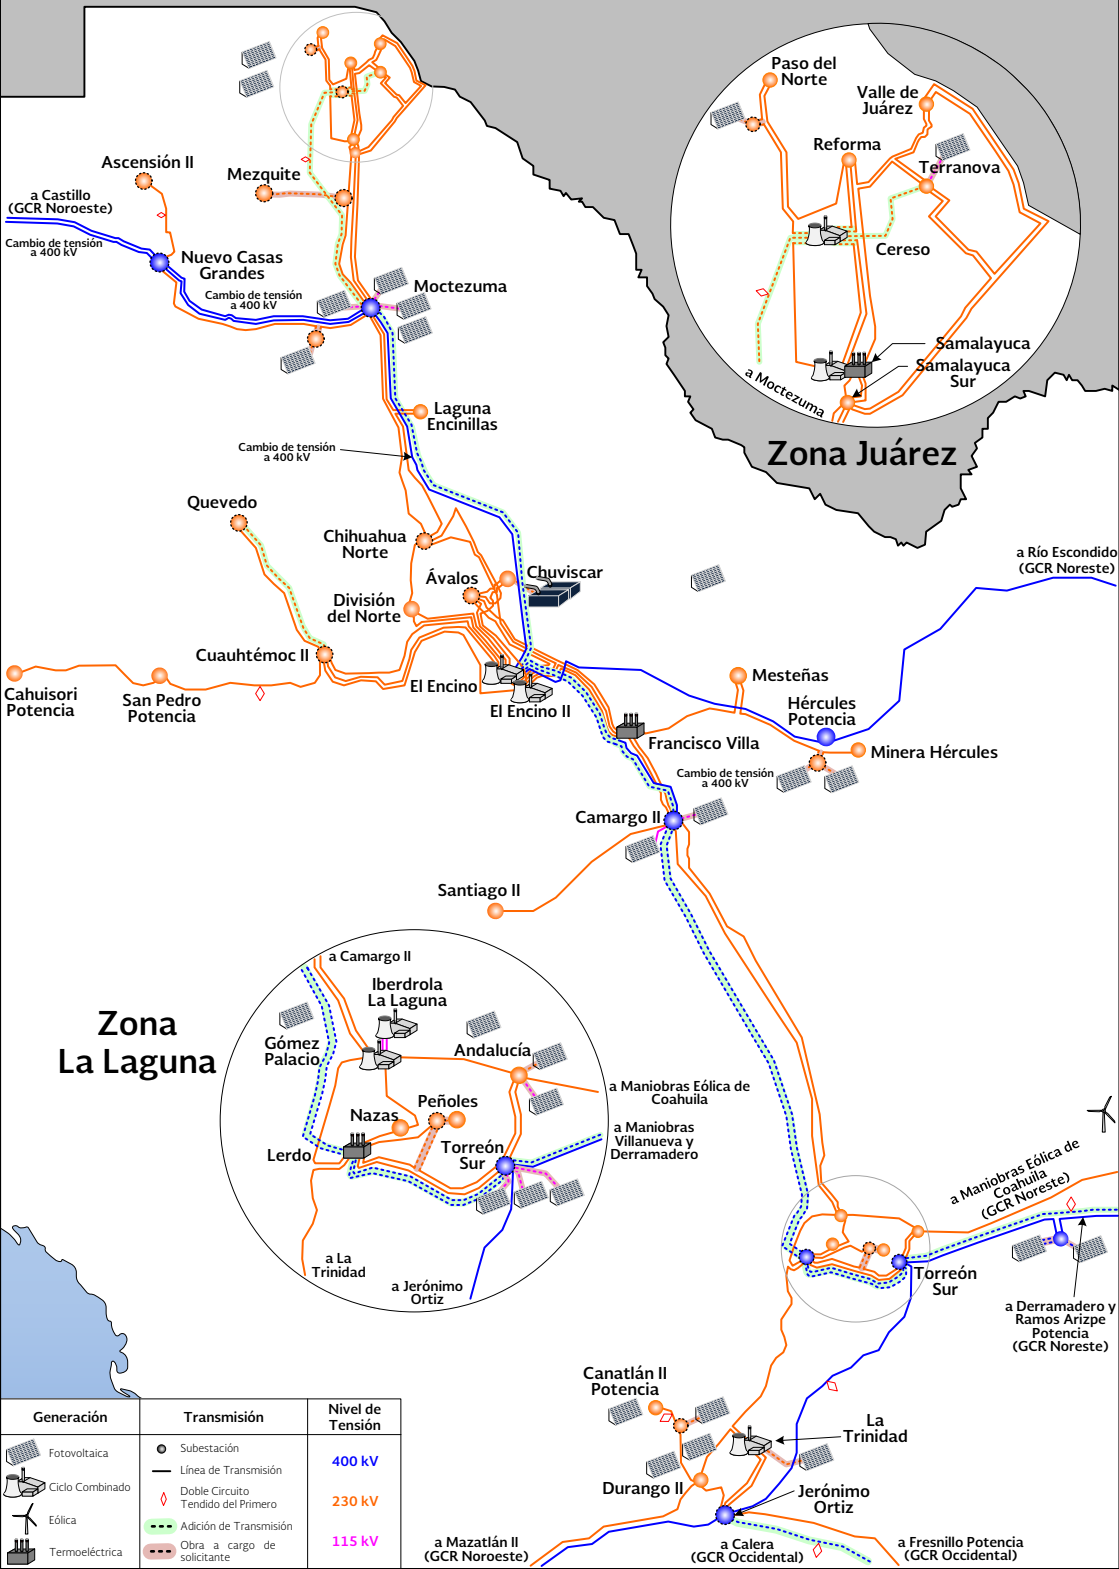 Paso del
Norte
Valle de
Juárez
Reforma
Terranova
Cereso
Samalayuca
Samalayuca
Sur
a Moctezuma
Zona Juárez
Ascensión II
Mezquite
a Castillo
(GCR Noroeste)
Cambio de tensión
a 400 kV
Nuevo Casas
Grandes
Cambio de tensión
a 400 kV
Moctezuma
Laguna
Encinillas
Cambio de tensión
a 400 kV
Quevedo
Chihuahua
Norte
Ávalos
Chuviscar
División
del Norte
a Río Escondido
(GCR Noreste)
Cuauhtémoc II
Cahuisori
Potencia
San Pedro
Potencia
El Encino
El Encino II
Mesteñas
Hércules
Potencia
Francisco Villa
Minera Hércules
Cambio de tensión
a 400 kV
Camargo II
Santiago II
Zona
La Laguna
a Camargo II
Iberdrola
La Laguna
Gómez
Palacio
Andalucía
a Maniobras Eólica de
Coahuila
Nazas
Peñoles
a Maniobras
Villanueva y
Derramadero
Lerdo
Torreón
Sur
a La
Trinidad
a Jerónimo
Ortiz
a Maniobras Eólica de
Coahuila
(GCR Noreste)
Torreón
Sur
a Derramadero y
Ramos Arizpe
Potencia
(GCR Noreste)
Canatlán II
Potencia
La
Trinidad
Durango II
Jerónimo
Ortiz
a Mazatlán II
(GCR Noroeste)
a Calera
(GCR Occidental)
a Fresnillo Potencia
(GCR Occidental)
Generación
Transmisión
Nivel de
Tensión
Fotovoltaica
Ciclo Combinado
Eólica
Termoeléctrica
Subestación
Línea de Transmisión
Doble Circuito
Tendido del Primero
Adición de Transmisión
Obra a cargo de
solicitante
400 kV
230 kV
115 kV